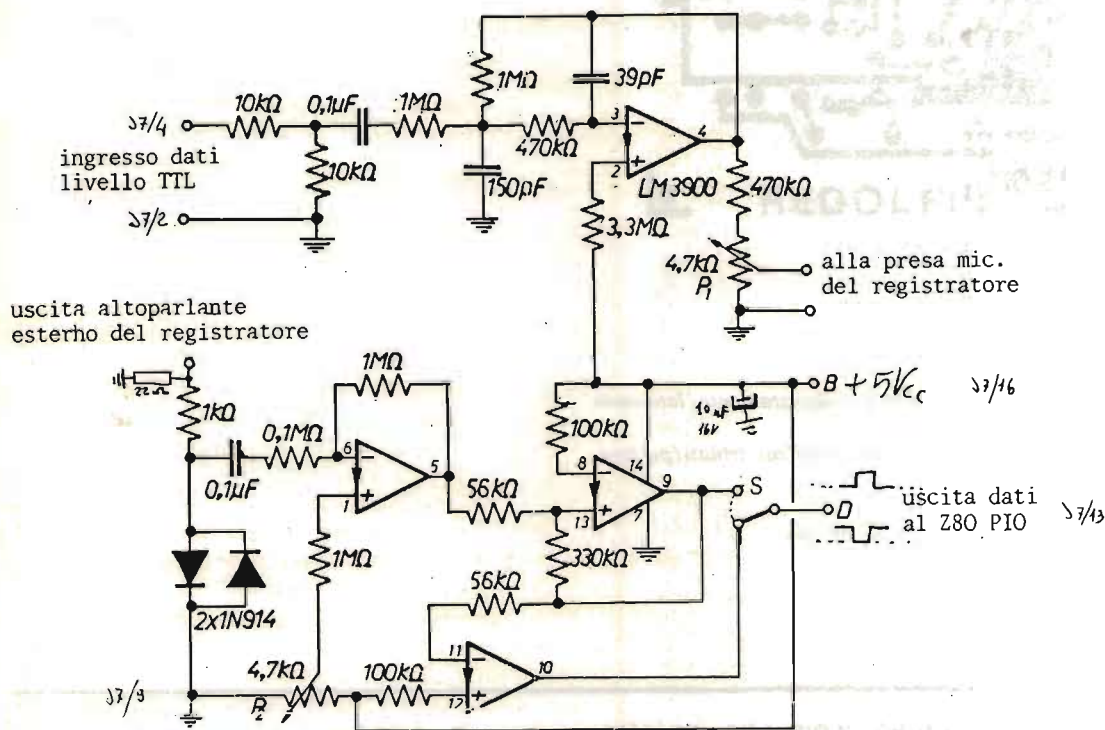 1MΩ
39pF
10kΩ
0,1µF
1MΩ
J7/4
3
4
470kΩ
ingresso dati
livello TTL
10kΩ
2
LM3900
150pF
470kΩ
J7/2
3,3MΩ
4,7kΩ
P1
alla presa mic.
del registratore
uscita altoparlante
esterho del registratore
1MΩ
22Ω
B + 5Vcc J7/16
1kΩ
10µF
16V
100kΩ
0,1MΩ
6
5
8
14
9
S
0,1µF
1
56kΩ
13
7
D
uscita dati
al Z80 PIO
J7/13
1MΩ
330kΩ
56kΩ
2x1N914
11
10
4,7kΩ
100kΩ
12
J7/9
P2